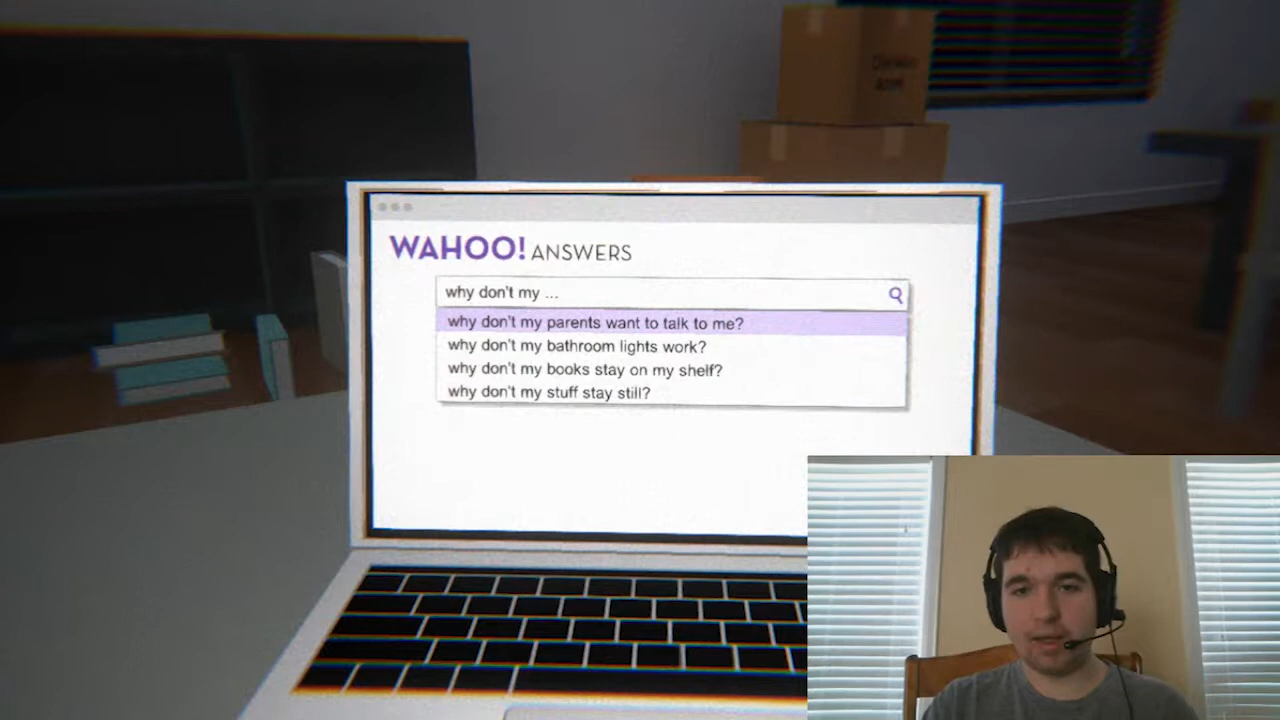 WAHOO! ANSWERS
why don't my ...
why don't my parents want to talk to me?
why don't my bathroom lights work?
why don't my books stay on my shelf?
why don't my stuff stay still?